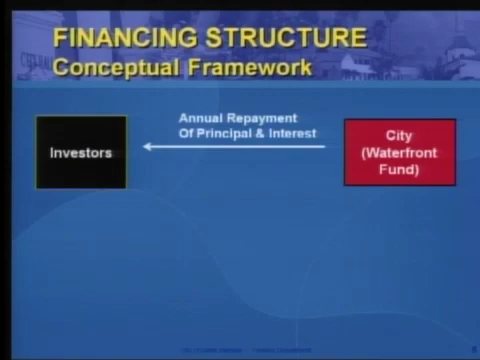 FINANCING STRUCTURE
Conceptual Framework
Annual Repayment
Of Principal & Interest
Investors
City
(Waterfront
Fund)